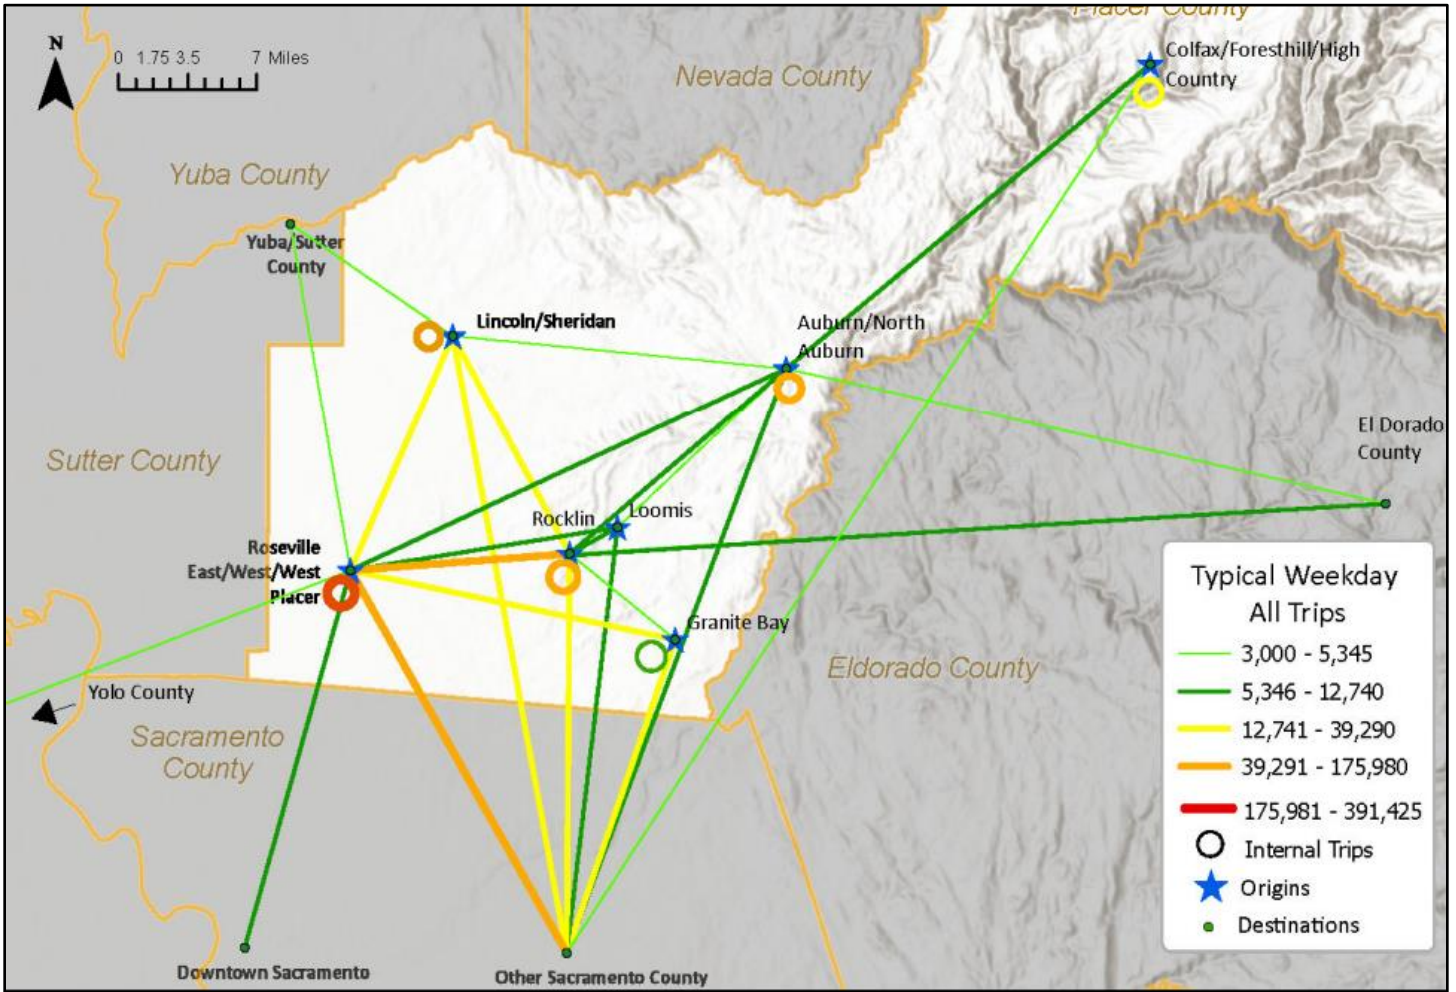 Placer County
N
0 1.75 3.5 7 Miles
Nevada County
Colfax/Foresthill/High
Country
Yuba County
Yuba/Sutter
County
Lincoln/Sheridan
Auburn/North
Auburn
El Dorado
County
Sutter County
Rocklin
Loomis
Roseville
East/West/West
Placer
Granite Bay
Eldorado County
Yolo County
Sacramento
County
Downtown Sacramento
Other Sacramento County
Typical Weekday
All Trips
3,000 - 5,345
5,346 - 12,740
12,741 - 39,290
39,291 - 175,980
175,981 - 391,425
Internal Trips
Origins
Destinations